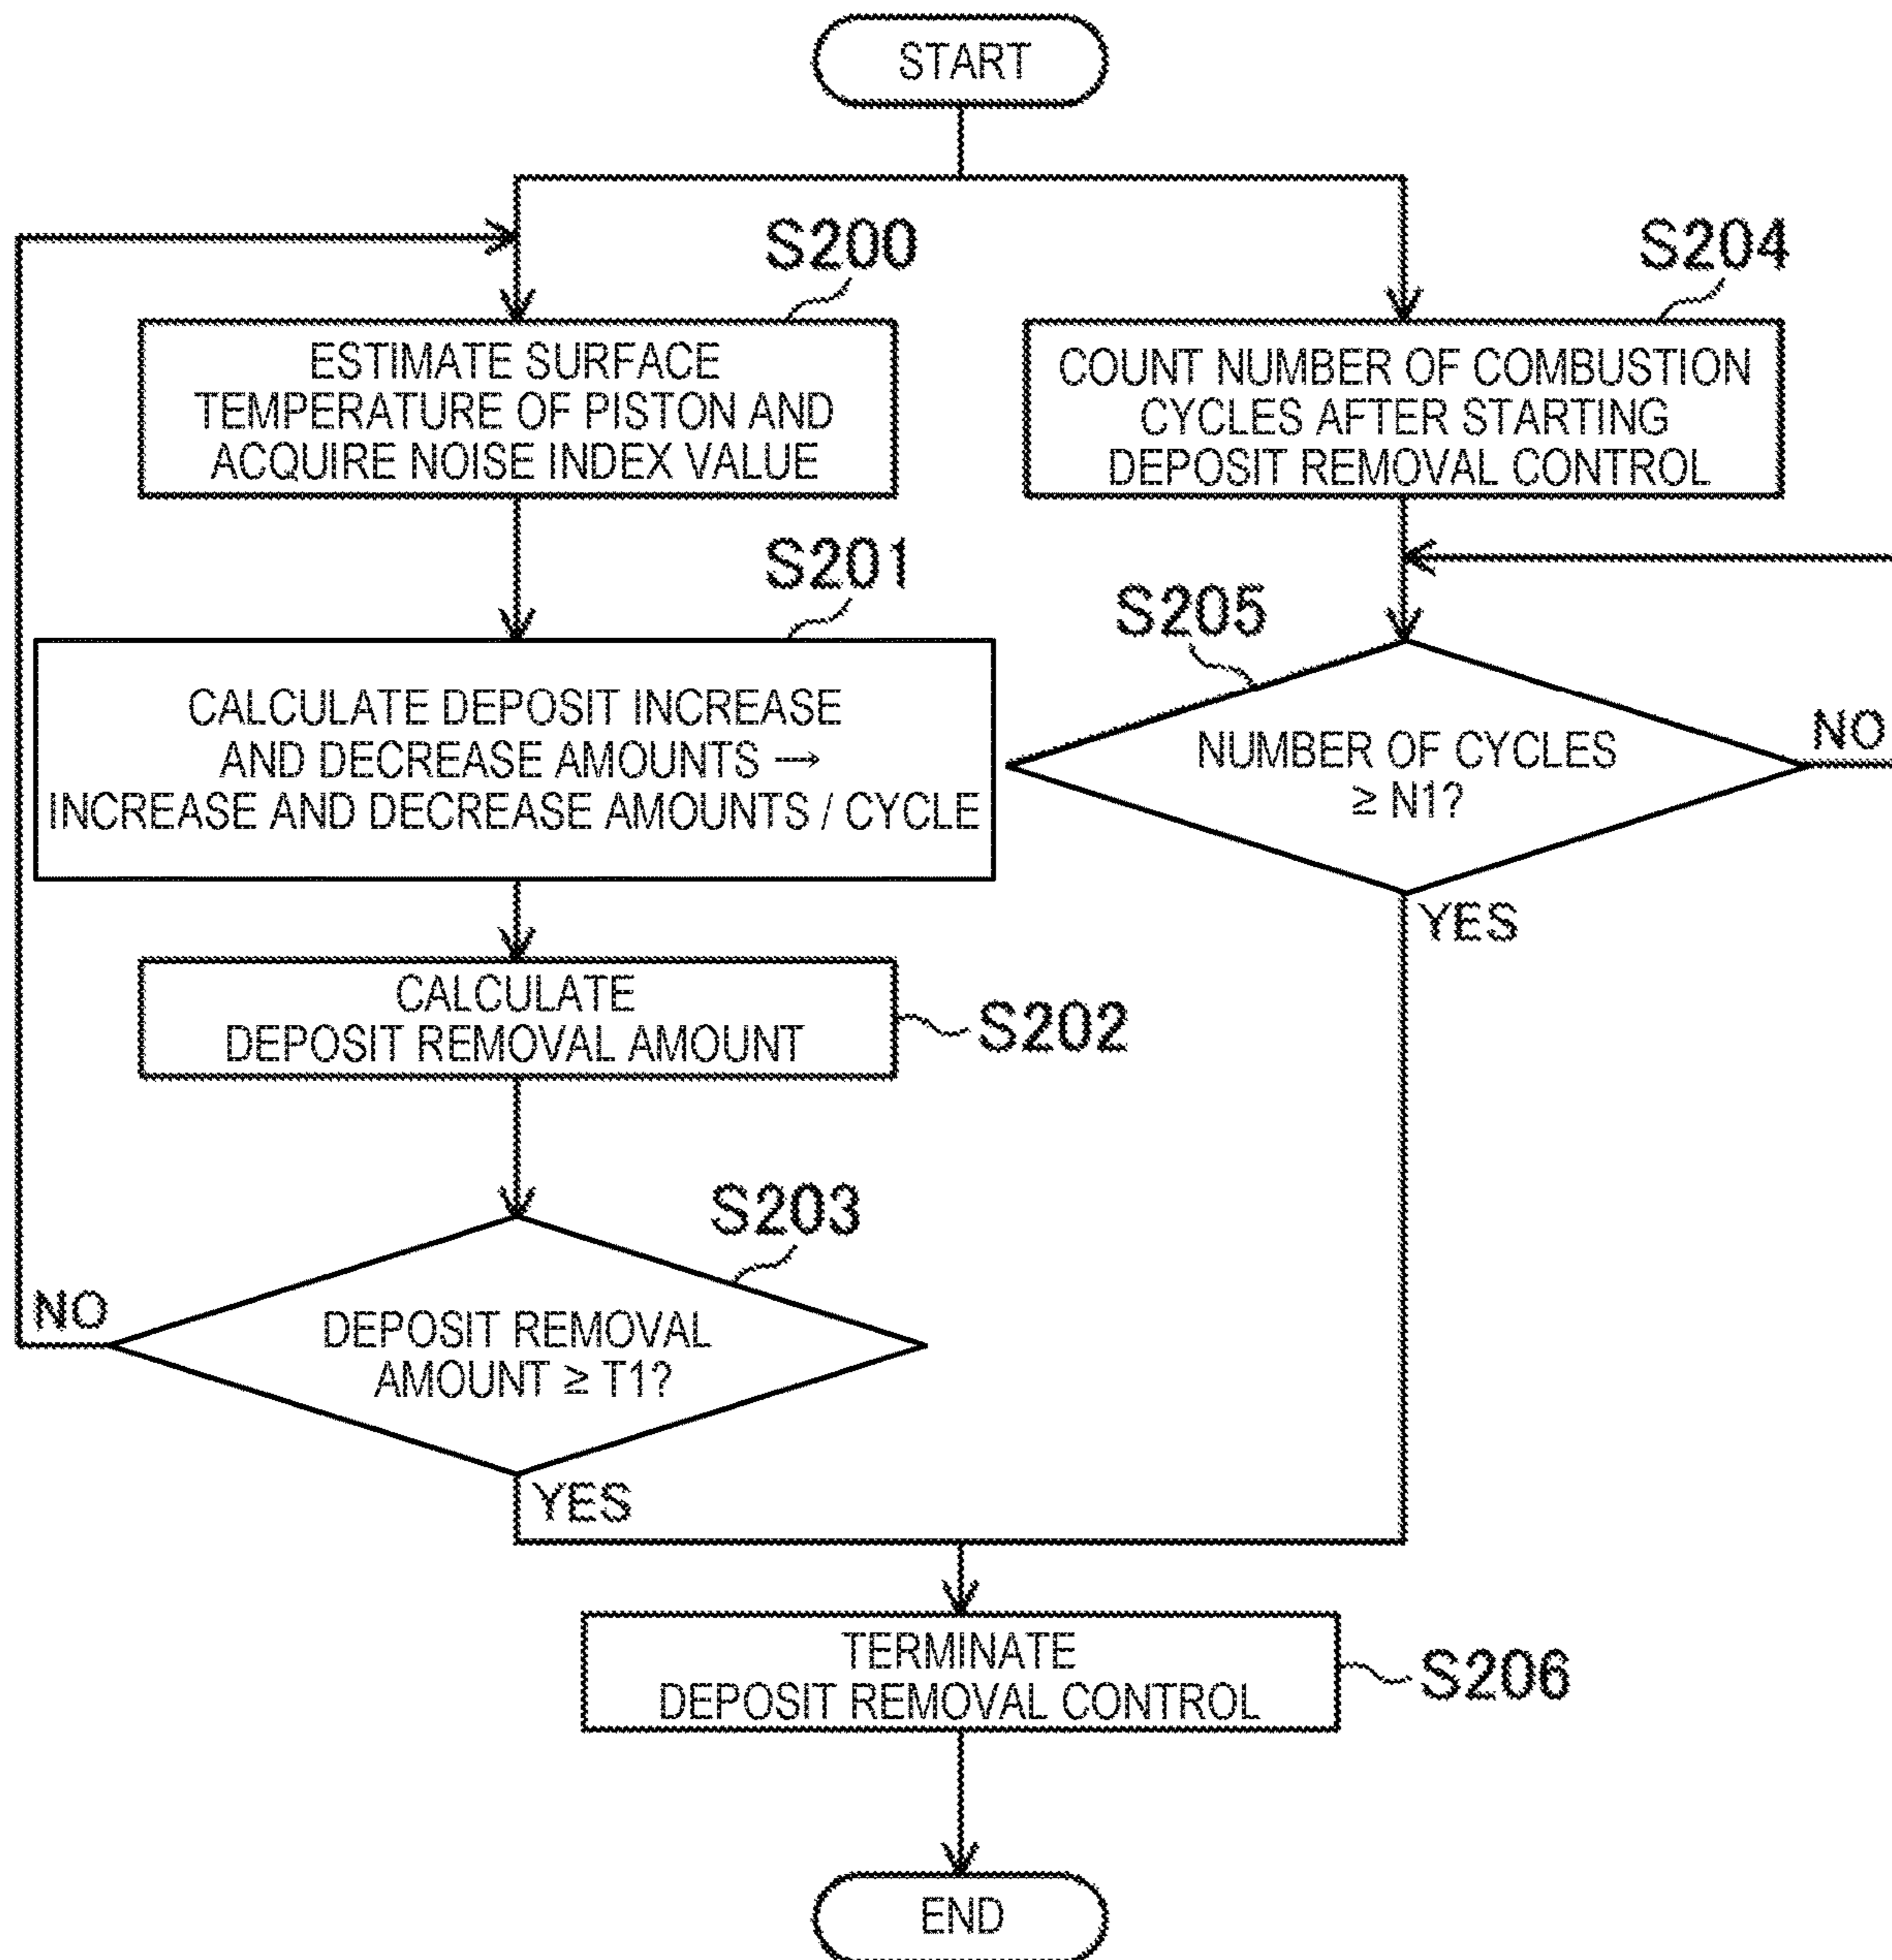 START
S200
ESTIMATE SURFACE
TEMPERATURE OF PISTON AND
ACQUIRE NOISE INDEX VALUE
S204
COUNT NUMBER OF COMBUSTION
CYCLES AFTER STARTING
DEPOSIT REMOVAL CONTROL
S201
CALCULATE DEPOSIT INCREASE
AND DECREASE AMOUNTS →
INCREASE AND DECREASE AMOUNTS / CYCLE
S205
NUMBER OF CYCLES
≥ N1?
NO
YES
CALCULATE
DEPOSIT REMOVAL AMOUNT
S202
S203
DEPOSIT REMOVAL
AMOUNT ≥ T1?
NO
YES
TERMINATE
DEPOSIT REMOVAL CONTROL
S206
END